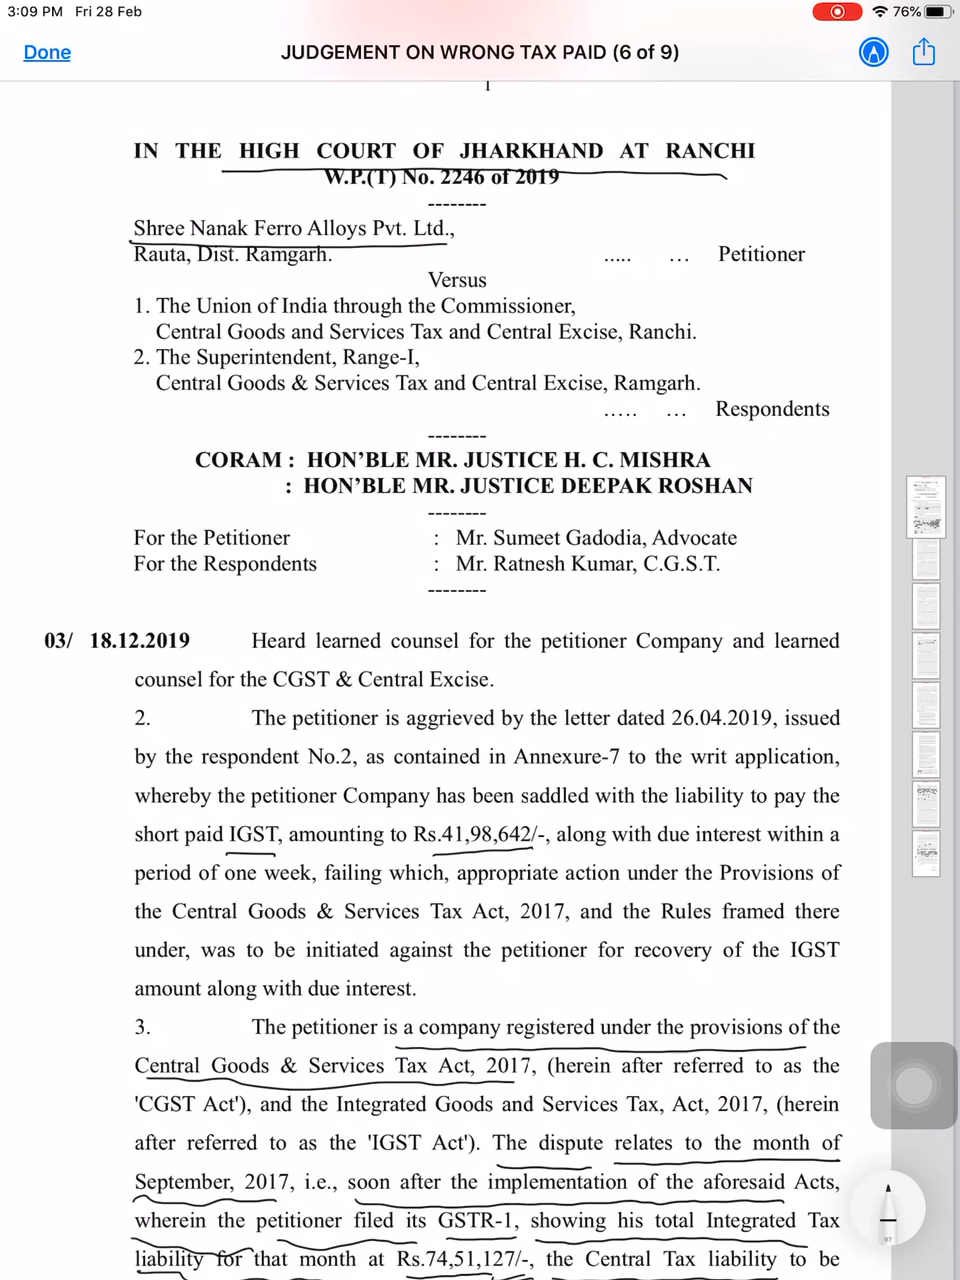 3:09 PM Fri 28 Feb
76%
Done
JUDGEMENT ON WRONG TAX PAID (6 of 9)
1
IN THE HIGH COURT OF JHARKHAND AT RANCHI
W.P.(T) No. 2246 of 2019
--------
Shree Nanak Ferro Alloys Pvt. Ltd.,
Rauta, Dist. Ramgarh. ..... ... Petitioner
Versus
1. The Union of India through the Commissioner,
Central Goods and Services Tax and Central Excise, Ranchi.
2. The Superintendent, Range-I,
Central Goods & Services Tax and Central Excise, Ramgarh.
..... ... Respondents
--------
CORAM : HON’BLE MR. JUSTICE H. C. MISHRA
: HON’BLE MR. JUSTICE DEEPAK ROSHAN
--------
For the Petitioner : Mr. Sumeet Gadodia, Advocate
For the Respondents : Mr. Ratnesh Kumar, C.G.S.T.
--------
03/ 18.12.2019 Heard learned counsel for the petitioner Company and learned
counsel for the CGST & Central Excise.
2. The petitioner is aggrieved by the letter dated 26.04.2019, issued
by the respondent No.2, as contained in Annexure-7 to the writ application,
whereby the petitioner Company has been saddled with the liability to pay the
short paid IGST, amounting to Rs.41,98,642/-, along with due interest within a
period of one week, failing which, appropriate action under the Provisions of
the Central Goods & Services Tax Act, 2017, and the Rules framed there
under, was to be initiated against the petitioner for recovery of the IGST
amount along with due interest.
3. The petitioner is a company registered under the provisions of the
Central Goods & Services Tax Act, 2017, (herein after referred to as the
'CGST Act'), and the Integrated Goods and Services Tax, Act, 2017, (herein
after referred to as the 'IGST Act'). The dispute relates to the month of
September, 2017, i.e., soon after the implementation of the aforesaid Acts,
wherein the petitioner filed its GSTR-1, showing his total Integrated Tax
liability for that month at Rs.74,51,127/-, the Central Tax liability to be
97